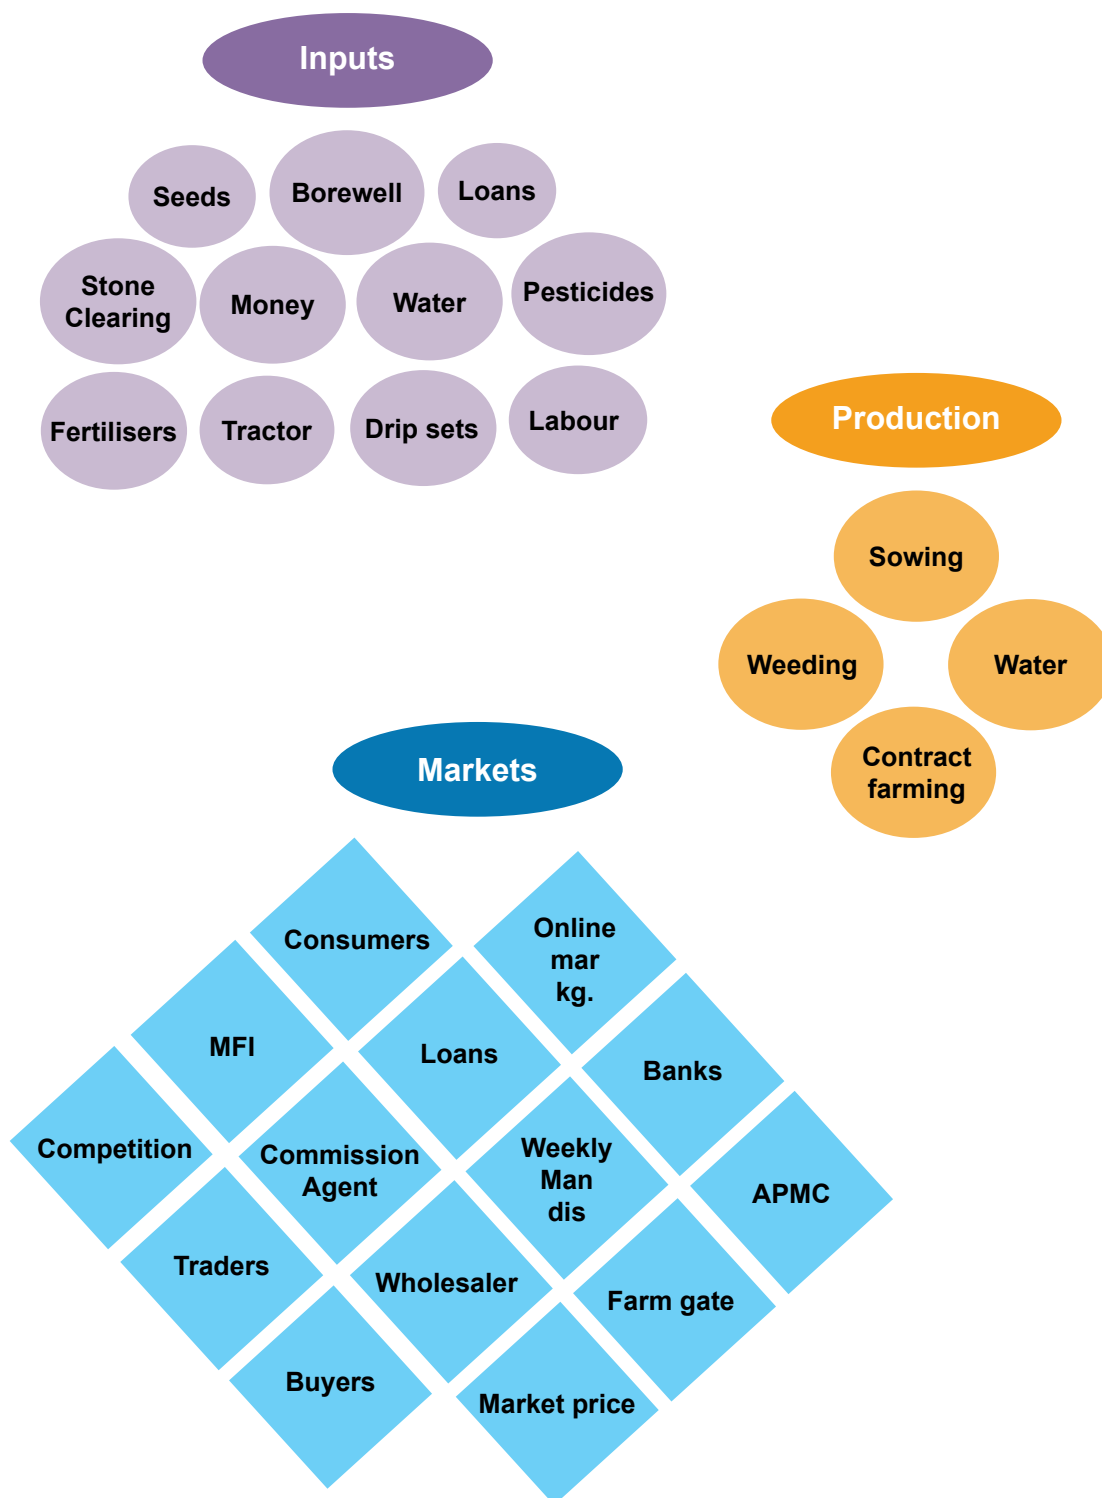 Inputs
Seeds
Borewell
Loans
Stone
Clearing
Money
Water
Pesticides
Fertilisers
Tractor
Drip sets
Labour
Production
Sowing
Weeding
Water
Contract
farming
Markets
Consumers
Online
mar
kg.
MFI
Loans
Banks
Competition
Commission
Agent
Weekly
Man
dis
APMC
Traders
Wholesaler
Farm gate
Buyers
Market price